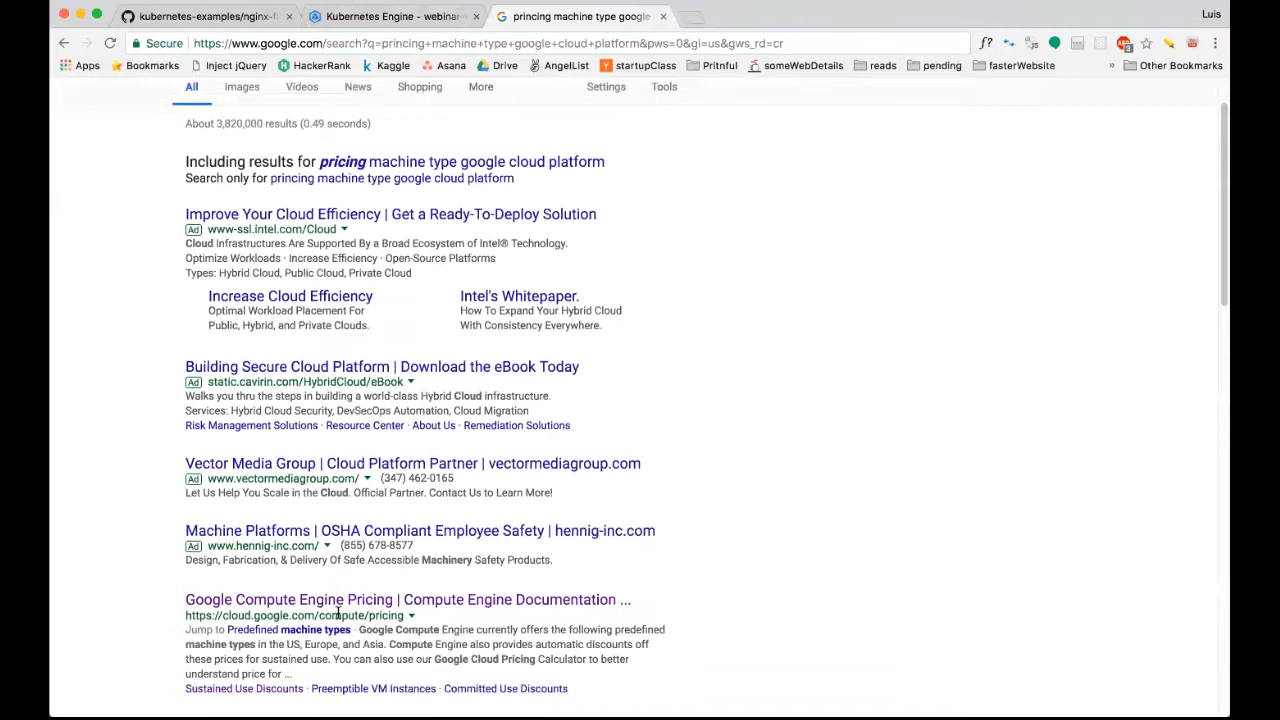 kubernetes-examples/nginx-f
Kubernetes Engine - webinar
princing machine type google
Luis
Secure
https://www.google.com/search?q=princing+machine+type+google+cloud+platform&pws=0&gl=us&gws_rd=cr
f?
2
Apps
Bookmarks
Inject jQuery
HackerRank
Kaggle
Asana
Drive
AngelList
startupClass
Pritnful
someWebDetails
reads
pending
fasterWebsite
»
Other Bookmarks
All
Images
Videos
News
Shopping
More
Settings
Tools
About 3,820,000 results (0.49 seconds)
Including results for pricing machine type google cloud platform
Search only for princing machine type google cloud platform
Improve Your Cloud Efficiency | Get a Ready-To-Deploy Solution
Ad www-ssl.intel.com/Cloud
Cloud Infrastructures Are Supported By a Broad Ecosystem of Intel® Technology.
Optimize Workloads · Increase Efficiency · Open-Source Platforms
Types: Hybrid Cloud, Public Cloud, Private Cloud
Increase Cloud Efficiency
Optimal Workload Placement For
Public, Hybrid, and Private Clouds.
Intel's Whitepaper.
How To Expand Your Hybrid Cloud
With Consistency Everywhere.
Building Secure Cloud Platform | Download the eBook Today
Ad static.cavirin.com/HybridCloud/eBook
Walks you thru the steps in building a world-class Hybrid Cloud infrastructure.
Services: Hybrid Cloud Security, DevSecOps Automation, Cloud Migration
Risk Management Solutions · Resource Center · About Us · Remediation Solutions
Vector Media Group | Cloud Platform Partner | vectormediagroup.com
Ad www.vectormediagroup.com/ (347) 462-0165
Let Us Help You Scale in the Cloud. Official Partner. Contact Us to Learn More!
Machine Platforms | OSHA Compliant Employee Safety | hennig-inc.com
Ad www.hennig-inc.com/ (855) 678-8577
Design, Fabrication, & Delivery Of Safe Accessible Machinery Safety Products.
Google Compute Engine Pricing | Compute Engine Documentation ...
https://cloud.google.com/compute/pricing
Jump to Predefined machine types · Google Compute Engine currently offers the following predefined
machine types in the US, Europe, and Asia. Compute Engine also provides automatic discounts off
these prices for sustained use. You can also use our Google Cloud Pricing Calculator to better
understand price for ...
Sustained Use Discounts · Preemptible VM Instances · Committed Use Discounts